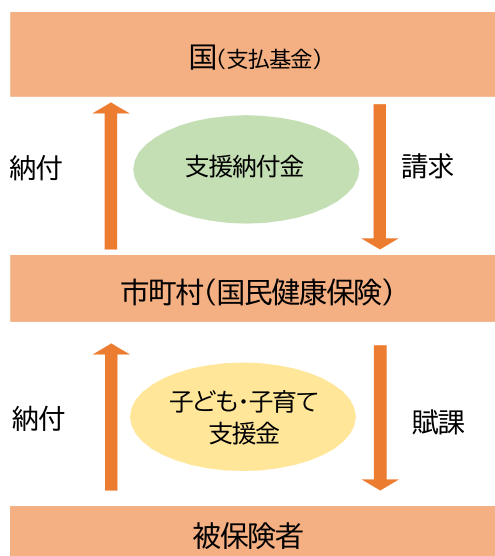 国（支払基金）
納付
支援納付金
請求
市町村（国民健康保険）
納付
子ども・子育て
支援金
賦課
被保険者